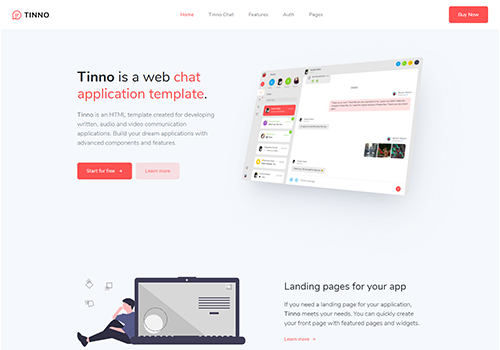 TINNO
Home Tinno Chat Features Auth Pages
Buy Now
Tinno is a web chat
application template.
Tinno is an HTML template created for developing
written, audio and video communication
applications. Build your dream applications with
advanced components and features.
Start for free →
Learn more
Landing pages for your app
If you need a landing page for your application,
Tinno meets your needs. You can quickly create
your front page with featured pages and widgets.
Learn more →